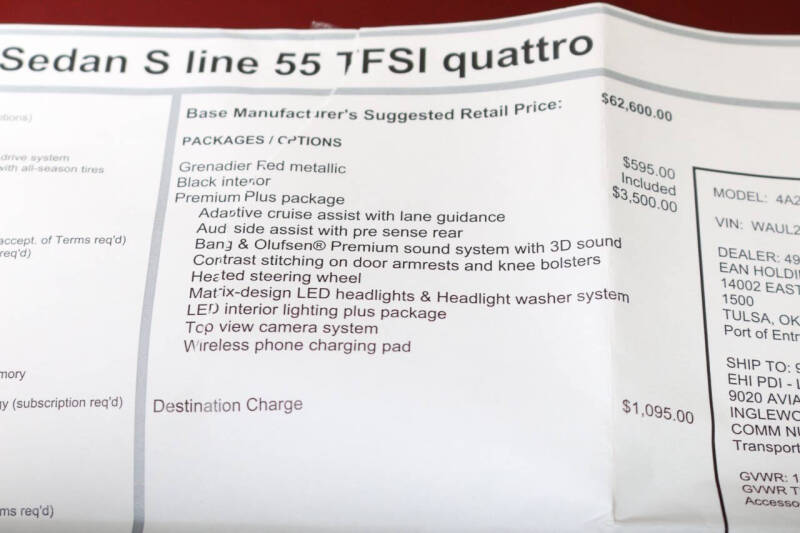 Sedan S line 55 TFSI quattro
tions)
drive system
with all-season tires
accept. of Terms req'd)
req'd)
mory
gy (subscription req'd)
ms req'd)
Base Manufacturer's Suggested Retail Price: $62,600.00
PACKAGES / OPTIONS
Grenadier Red metallic $595.00
Black interior Included
Premium Plus package $3,500.00
Adaptive cruise assist with lane guidance
Audi side assist with pre sense rear
Bang & Olufsen® Premium sound system with 3D sound
Contrast stitching on door armrests and knee bolsters
Heated steering wheel
Matrix-design LED headlights & Headlight washer system
LED interior lighting plus package
Top view camera system
Wireless phone charging pad
Destination Charge $1,095.00
MODEL: 4A2
VIN: WAUL2
DEALER: 49
EAN HOLDI
14002 EAST
1500
TULSA, OK
Port of Entr
SHIP TO: 9
EHI PDI - L
9020 AVIA
INGLEWO
COMM NU
Transport
GVWR: 1
GVWR T
Accesso